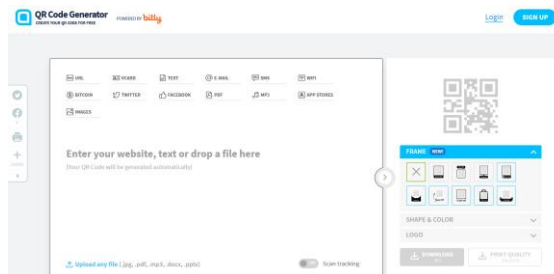 QR Code Generator
CREATE YOUR QR CODE FOR FREE
POWERED BY bitly
Login
SIGN UP
URL
VCARD
TEXT
E-MAIL
SMS
WIFI
BITCOIN
TWITTER
FACEBOOK
PDF
MP3
APP STORES
IMAGES
Enter your website, text or drop a file here
(Your QR Code will be generated automatically)
Upload any file (.jpg, .pdf, .mp3, .docx, .pptx)
Scan tracking
FRAME NEW!
SHAPE & COLOR
LOGO
DOWNLOAD
PRINT QUALITY